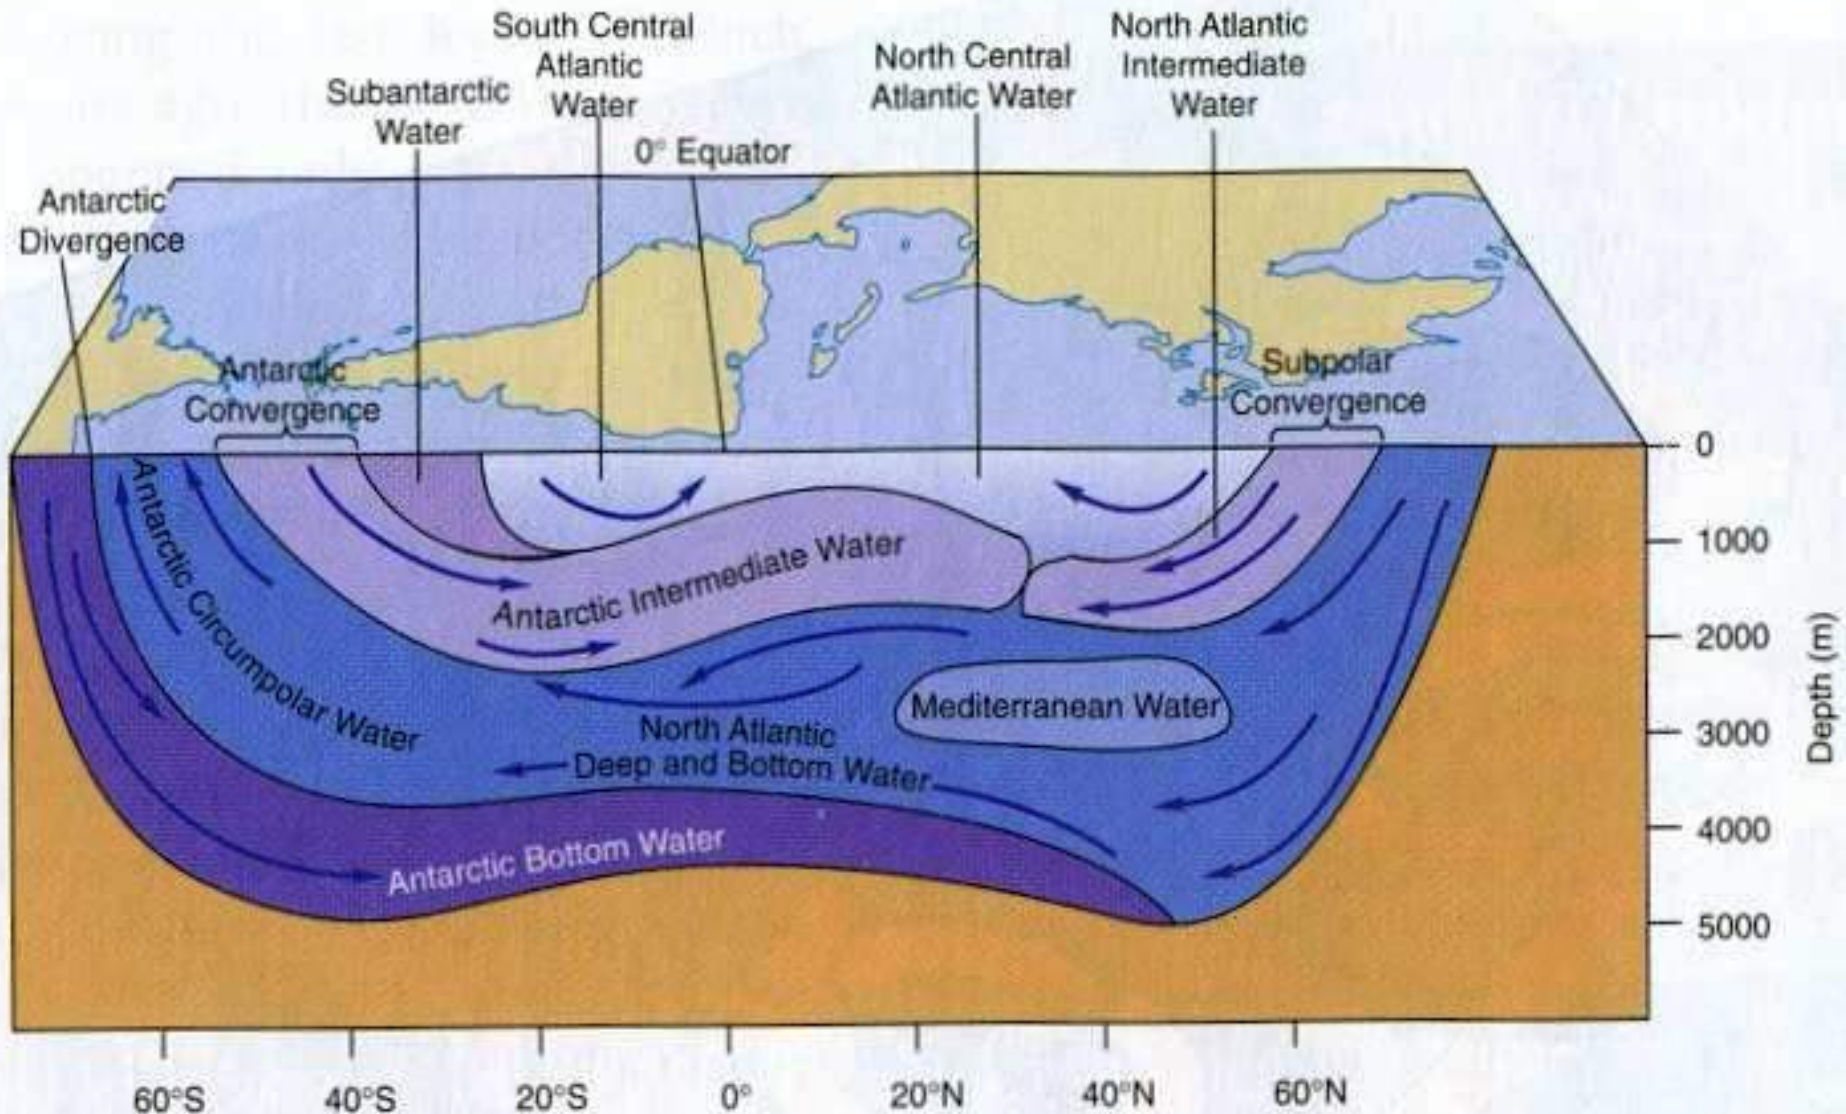 South Central
Atlantic
Water
North Central
Atlantic Water
North Atlantic
Intermediate
Water
Subantarctic
Water
0° Equator
Antarctic
Divergence
Antarctic
Convergence
Subpolar
Convergence
0
1000
2000
3000
4000
5000
Depth (m)
Antarctic Circumpolar Water
Antarctic Intermediate Water
Mediterranean Water
North Atlantic
Deep and Bottom Water
Antarctic Bottom Water
60°S
40°S
20°S
0°
20°N
40°N
60°N